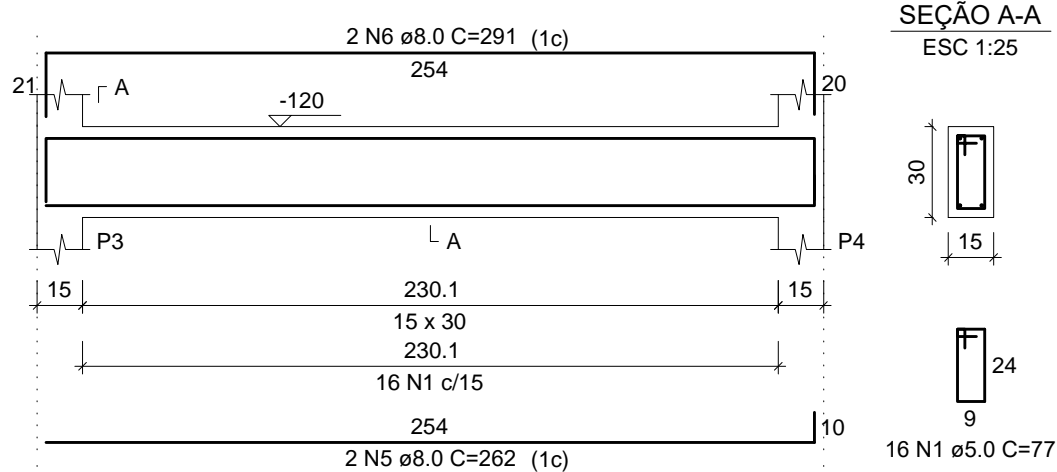 SEÇÃO A-A
ESC 1:25
2 N6 ø8.0 C=291 (1c)
254
21
20
A
-120
30
15
P3
A
P4
15
230.1
15
15 x 30
230.1
16 N1 c/15
24
9
16 N1 ø5.0 C=77
254
10
2 N5 ø8.0 C=262 (1c)